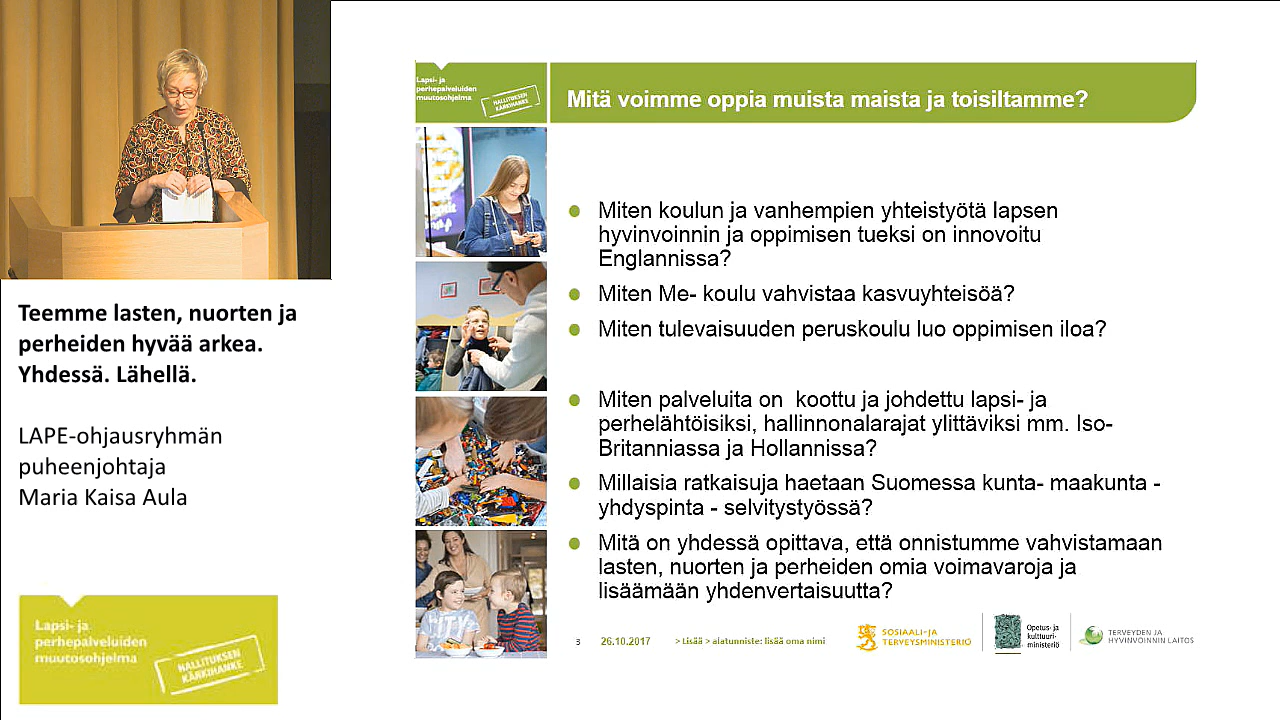 Teemme lasten, nuorten ja
perheiden hyvää arkea.
Yhdessä. Lähellä.
LAPE-ohjausryhmän
puheenjohtaja
Maria Kaisa Aula
Lapsi- ja
perhepalveluiden
muutosohjelma
HALLITUKSEN
KÄRKIHANKE
Lapsi- ja
perhepalveluiden
muutosohjelma
HALLITUKSEN
KÄRKIHANKE
Mitä voimme oppia muista maista ja toisiltamme?
Miten koulun ja vanhempien yhteistyötä lapsen
hyvinvoinnin ja oppimisen tueksi on innovoitu
Englannissa?
Miten Me- koulu vahvistaa kasvuyhteisöä?
Miten tulevaisuuden peruskoulu luo oppimisen iloa?
Miten palveluita on koottu ja johdettu lapsi- ja
perhelähtöisiksi, hallinnonalarajat ylittäviksi mm. Iso-
Britanniassa ja Hollannissa?
Millaisia ratkaisuja haetaan Suomessa kunta- maakunta -
yhdyspinta - selvitystyössä?
Mitä on yhdessä opittava, että onnistumme vahvistamaan
lasten, nuorten ja perheiden omia voimavaroja ja
lisäämään yhdenvertaisuutta?
3 26.10.2017 > Lisää > alatunniste: lisää oma nimi
SOSIAALI- JA
TERVEYSMINISTERIÖ
Opetus- ja
kulttuuri-
ministeriö
TERVEYDEN JA
HYVINVOINNIN LAITOS